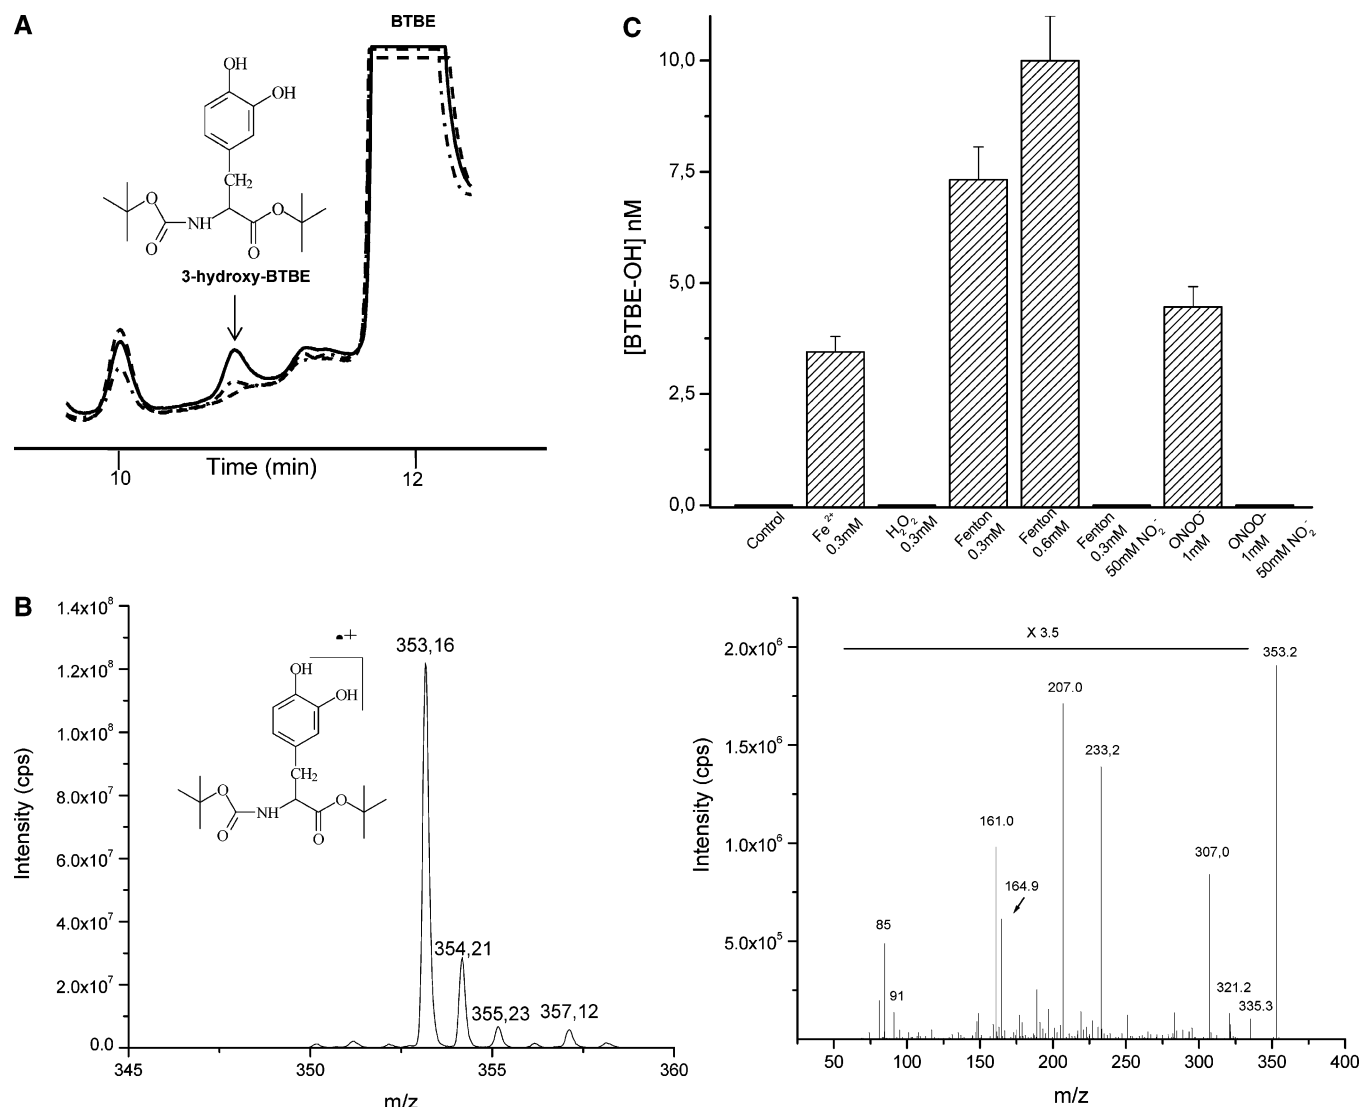 A
BTBE
OH
OH
CH2
O
O
NH
O
O
3-hydroxy-BTBE
10
Time (min)
12
C
[BTBE-OH] nM
10,0
7,5
5,0
2,5
0,0
Control
Fe2+
0.3mM
H2O2
0.3mM
Fenton
0.3mM
Fenton
0.6mM
Fenton
0.3mM
50mM NO2-
ONOO-
1mM
ONOO-
1mM
50mM NO2-
B
Intensity (cps)
1.4x10^8
1.2x10^8
1.0x10^8
8.0x10^7
6.0x10^7
4.0x10^7
2.0x10^7
0.0
•+
OH
OH
CH2
O
O
NH
O
O
353,16
354,21
355,23
357,12
345
350
355
360
m/z
Intensity (cps)
2.0x10^6
1.5x10^6
1.0x10^6
5.0x10^5
X 3.5
353.2
207.0
233,2
161.0
164.9
307,0
85
91
321.2
335.3
50
100
150
200
250
300
350
400
m/z